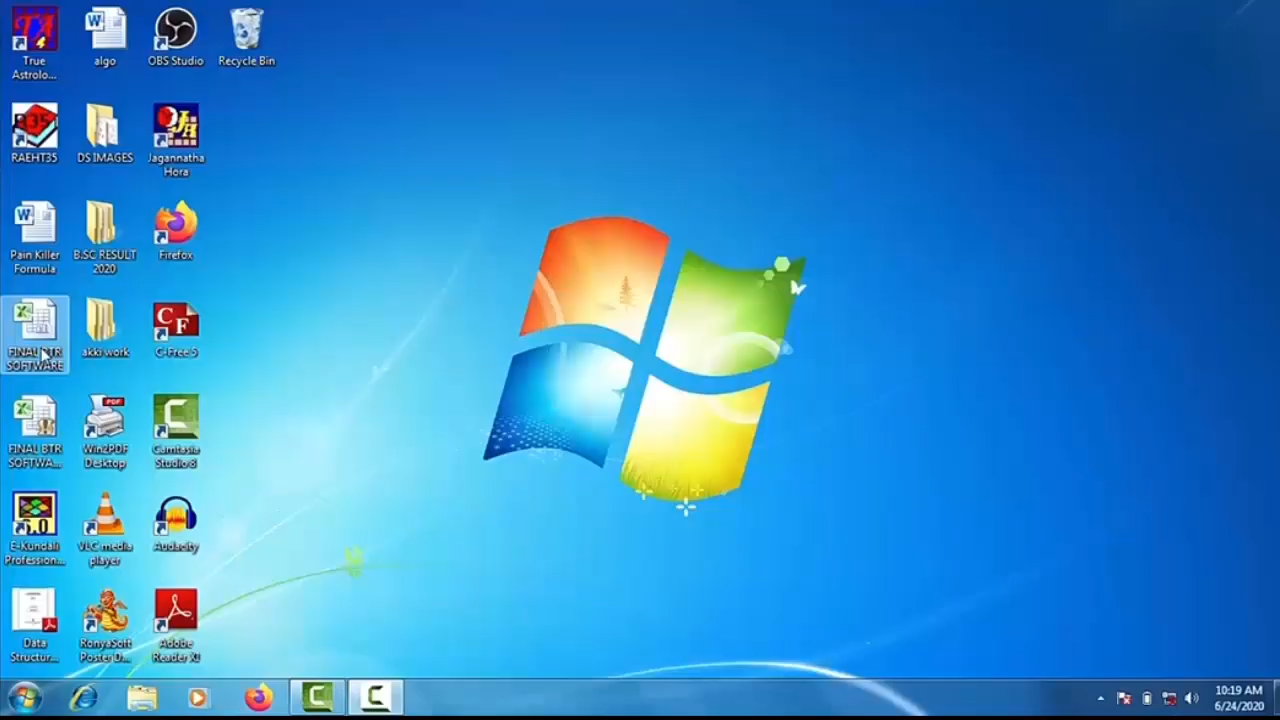 True
Astrolo...
algo
OBS Studio
Recycle Bin
RAEHT35
DS IMAGES
Jagannatha
Hora
Pain Killer
Formula
B.SC RESULT
2020
Firefox
FINAL BTR
SOFTWARE
akki work
C-Free 5
FINAL BTR
SOFTWA...
Win2PDF
Desktop
Camtasia
Studio 8
E-Kundali
Profession...
VLC media
player
Audacity
Data
Structur...
RonyaSoft
Poster D...
Adobe
Reader XI
10:19 AM
6/24/2020